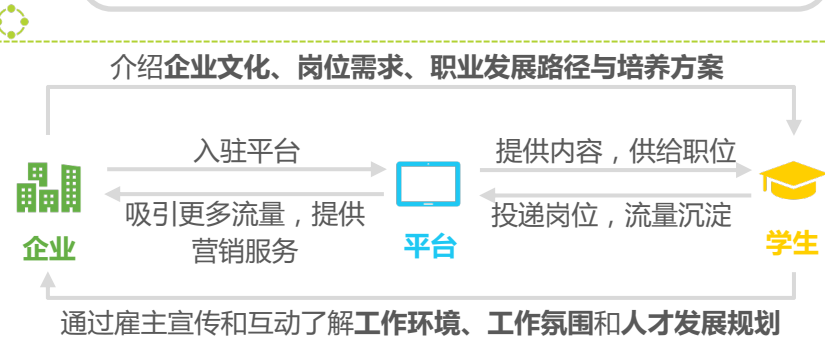 介绍企业文化、岗位需求、职业发展路径与培养方案
入驻平台
提供内容，供给职位
吸引更多流量，提供
营销服务
投递岗位，流量沉淀
企业
平台
学生
通过雇主宣传和互动了解工作环境、工作氛围和人才发展规划